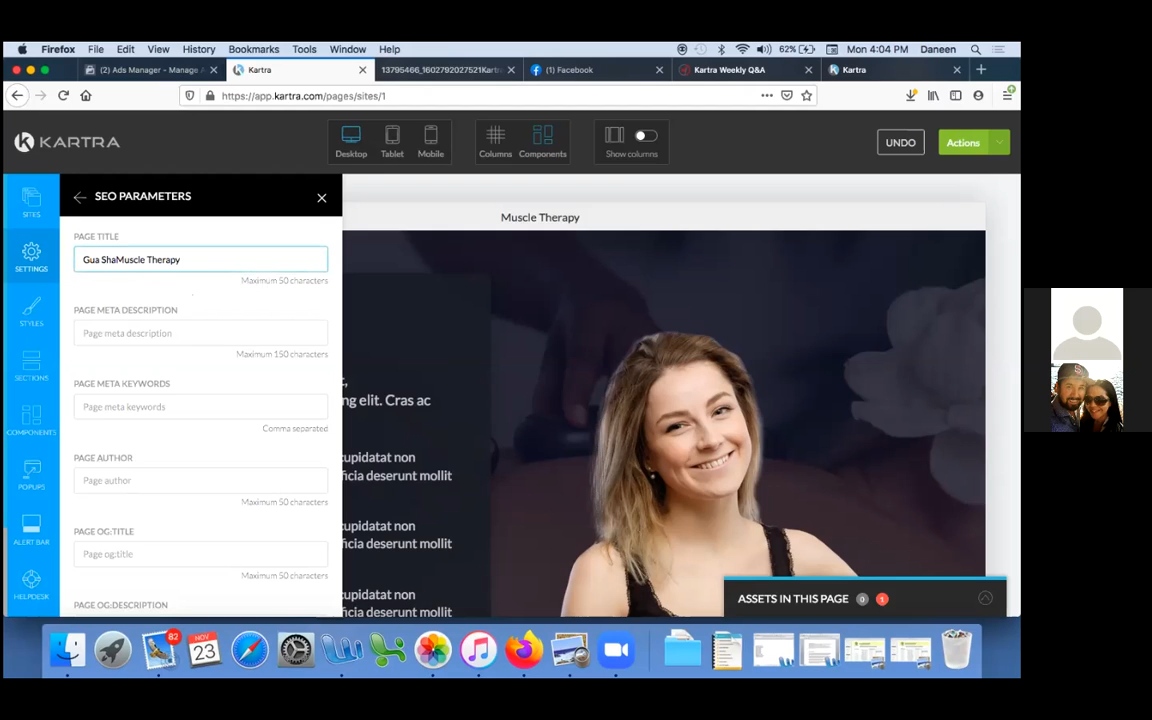 Firefox File Edit View History Bookmarks Tools Window Help 62% Mon 4:04 PM Daneen
(2) Ads Manager - Manage A
Kartra
13795466_1602792027521Kartr
(1) Facebook
Kartra Weekly Q&A
Kartra
https://app.kartra.com/pages/sites/1
KARTRA
Desktop Tablet Mobile
Columns Components
Show columns
UNDO
Actions
SITES
SETTINGS
STYLES
SECTIONS
COMPONENTS
POPUPS
ALERT BAR
HELPDESK
SEO PARAMETERS
PAGE TITLE
Gua ShaMuscle Therapy
Maximum 50 characters
PAGE META DESCRIPTION
Page meta description
Maximum 150 characters
PAGE META KEYWORDS
Page meta keywords
Comma separated
PAGE AUTHOR
Page author
Maximum 50 characters
PAGE OG:TITLE
Page og:title
Maximum 50 characters
PAGE OG:DESCRIPTION
Muscle Therapy
ng elit. Cras ac
cupidatat non
ficia deserunt mollit
cupidatat non
ficia deserunt mollit
cupidatat non
ficia deserunt mollit
ASSETS IN THIS PAGE 0 1
83
NOV
23